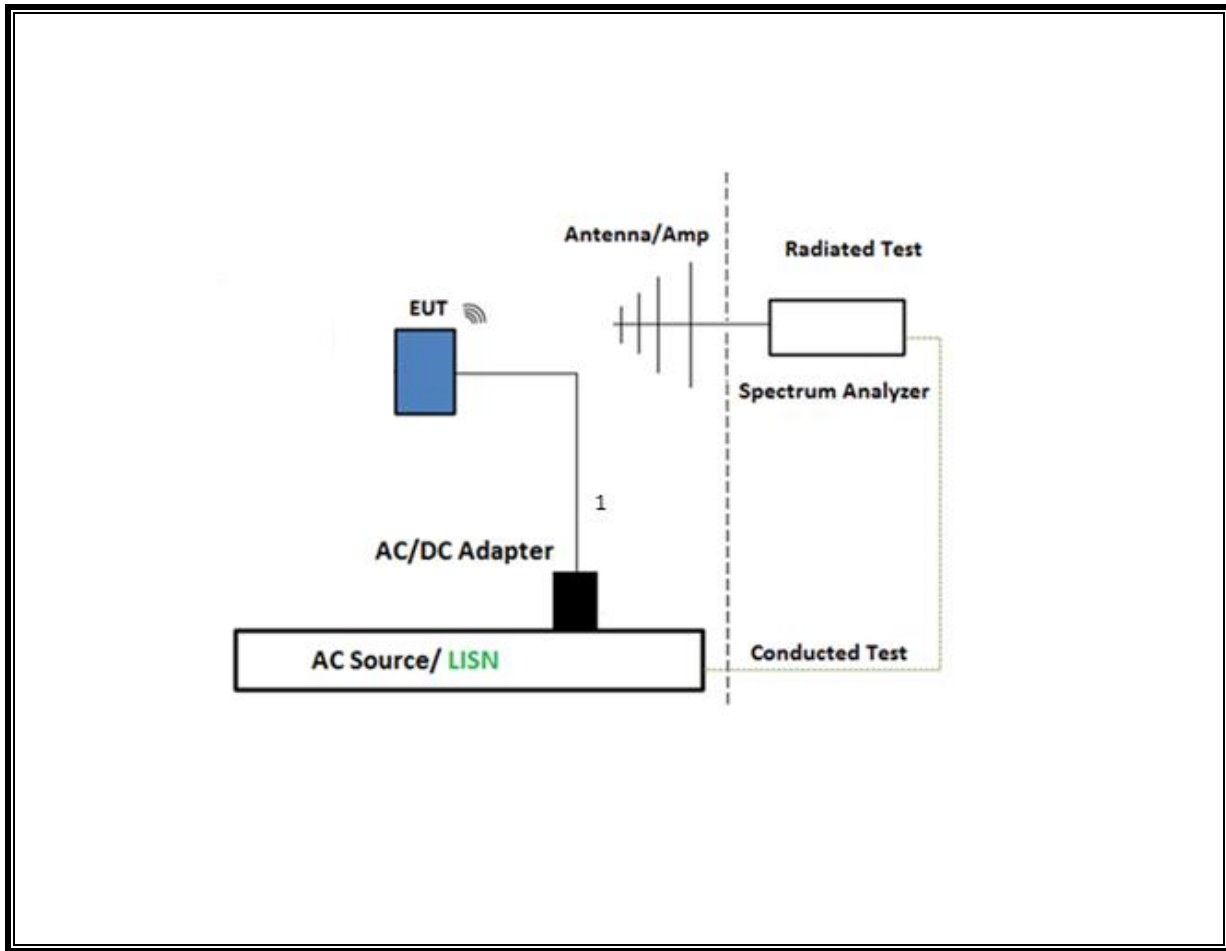 Antenna/Amp
Radiated Test
EUT
Spectrum Analyzer
1
AC/DC Adapter
AC Source/ LISN
Conducted Test